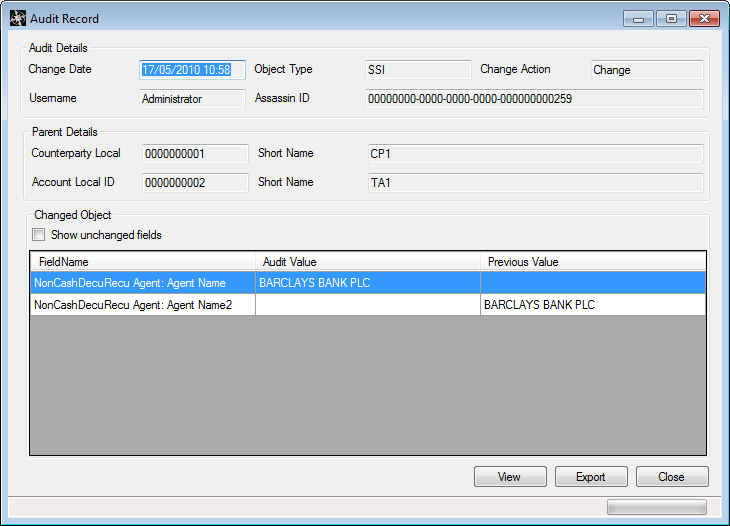 Audit Record
Audit Details
Change Date 17/05/2010 10:58 Object Type SSI Change Action Change
Username Administrator Assassin ID 00000000-0000-0000-0000-000000000259
Parent Details
Counterparty Local 0000000001 Short Name CP1
Account Local ID 0000000002 Short Name TA1
Changed Object
Show unchanged fields
FieldName Audit Value Previous Value
NonCashDecuRecu Agent: Agent Name BARCLAYS BANK PLC
NonCashDecuRecu Agent: Agent Name2 BARCLAYS BANK PLC
View Export Close